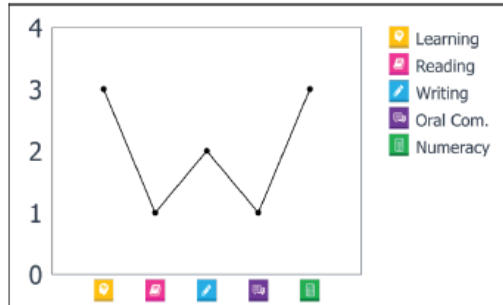 4
3
2
1
0
Learning
Reading
Writing
Oral Com.
Numeracy